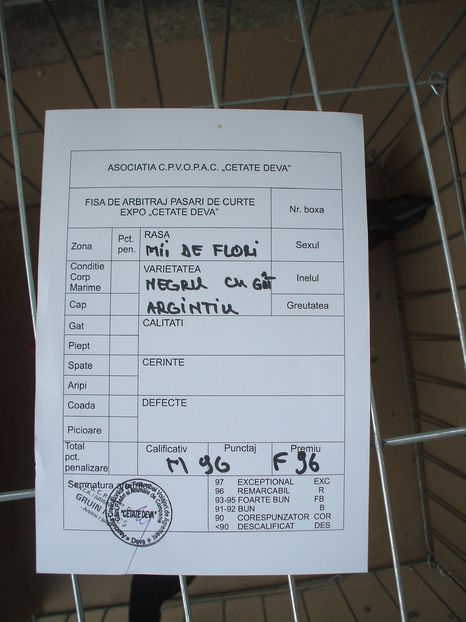 ASOCIATIA C.P.V.O.P.A.C. „CETATE DEVA”
FISA DE ARBITRAJ PASARI DE CURTE
EXPO „CETATE DEVA”
Nr. boxa
Zona
Pct. pen.
RASA
MII DE FLORI
Sexul
Conditie Corp Marime
VARIETATEA
NEGRU CU GÂT
ARGINTIU
Inelul
Cap
Greutatea
Gat
CALITATI
Piept
Spate
CERINTE
Aripi
Coada
DEFECTE
Picioare
Total pct. penalizare
Calificativ
M 96
Punctaj
Premiu
F 96
Semnatura
97 EXCEPTIONAL EXC
96 REMARCABIL R
93-95 FOARTE BUN FB
91-92 BUN B
90 CORESPUNZATOR COR
<90 DESCALIFICAT DES
"CETATE DEVA"
Deva